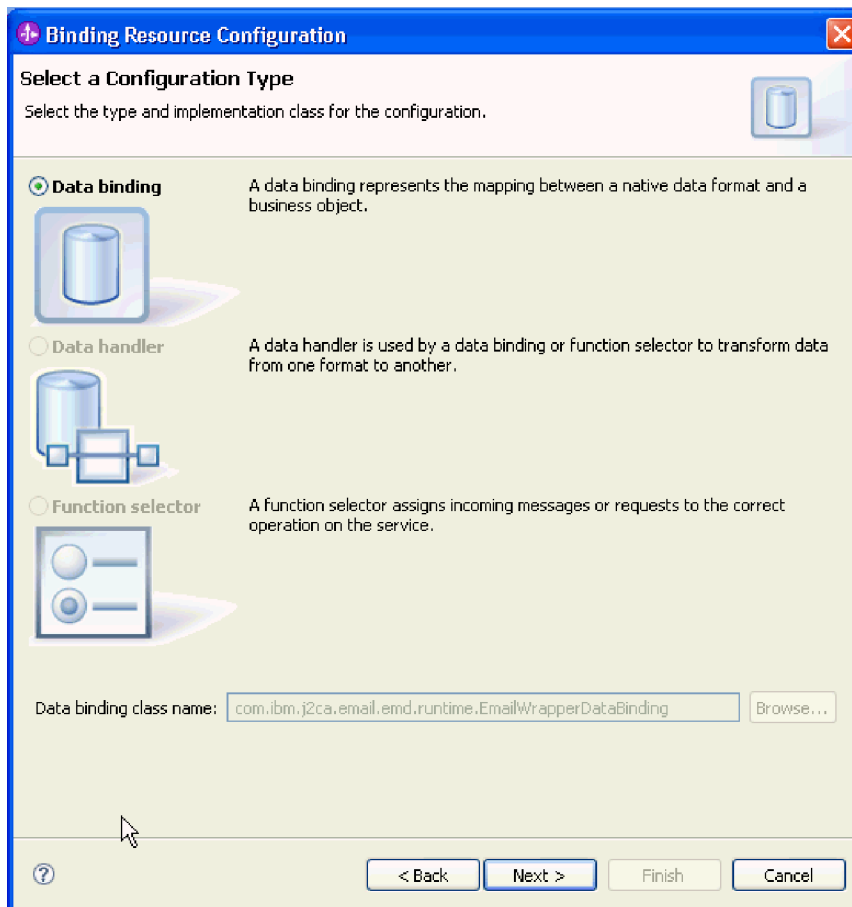 Binding Resource Configuration
Select a Configuration Type
Select the type and implementation class for the configuration.
Data binding
A data binding represents the mapping between a native data format and a
business object.
Data handler
A data handler is used by a data binding or function selector to transform data
from one format to another.
Function selector
A function selector assigns incoming messages or requests to the correct
operation on the service.
Data binding class name: com.ibm.j2ca.email.emd.runtime.EmailWrapperDataBinding Browse...
? < Back Next > Finish Cancel